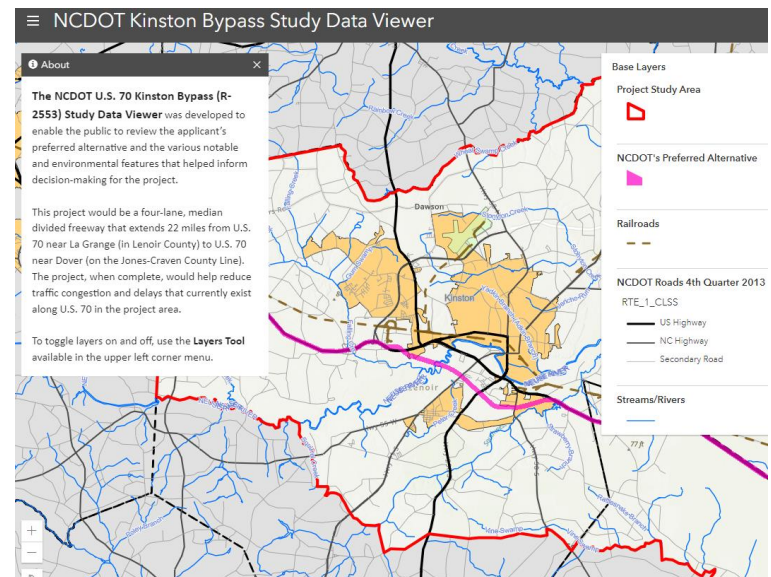 NCDOT Kinston Bypass Study Data Viewer
About
The NCDOT U.S. 70 Kinston Bypass (R-
2553) Study Data Viewer was developed to
enable the public to review the applicant's
preferred alternative and the various notable
and environmental features that helped inform
decision-making for the project.
This project would be a four-lane, median
divided freeway that extends 22 miles from U.S.
70 near La Grange (in Lenoir County) to U.S. 70
near Dover (on the Jones-Craven County Line).
The project, when complete, would help reduce
traffic congestion and delays that currently exist
along U.S. 70 in the project area.
To toggle layers on and off, use the Layers Tool
available in the upper left corner menu.
Base Layers
Project Study Area
NCDOT's Preferred Alternative
Railroads
NCDOT Roads 4th Quarter 2013
RTE_1_CLSS
US Highway
NC Highway
Secondary Road
Streams/Rivers
Dawson
Kinston
Lenoir
NEUSE RIVER
Vine Swamp
77 ft